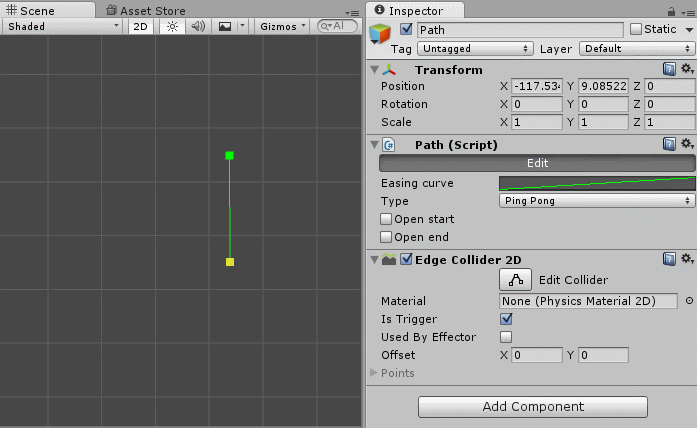 Scene
Asset Store
Shaded 2D Gizmos Al
Inspector
Path Static
Tag Untagged Layer Default
Transform
Position X -117.534 Y 9.08522 Z 0
Rotation X 0 Y 0 Z 0
Scale X 1 Y 1 Z 1
Path (Script)
Edit
Easing curve
Type Ping Pong
Open start
Open end
Edge Collider 2D
Edit Collider
Material None (Physics Material 2D)
Is Trigger
Used By Effector
Offset X 0 Y 0
Points
Add Component